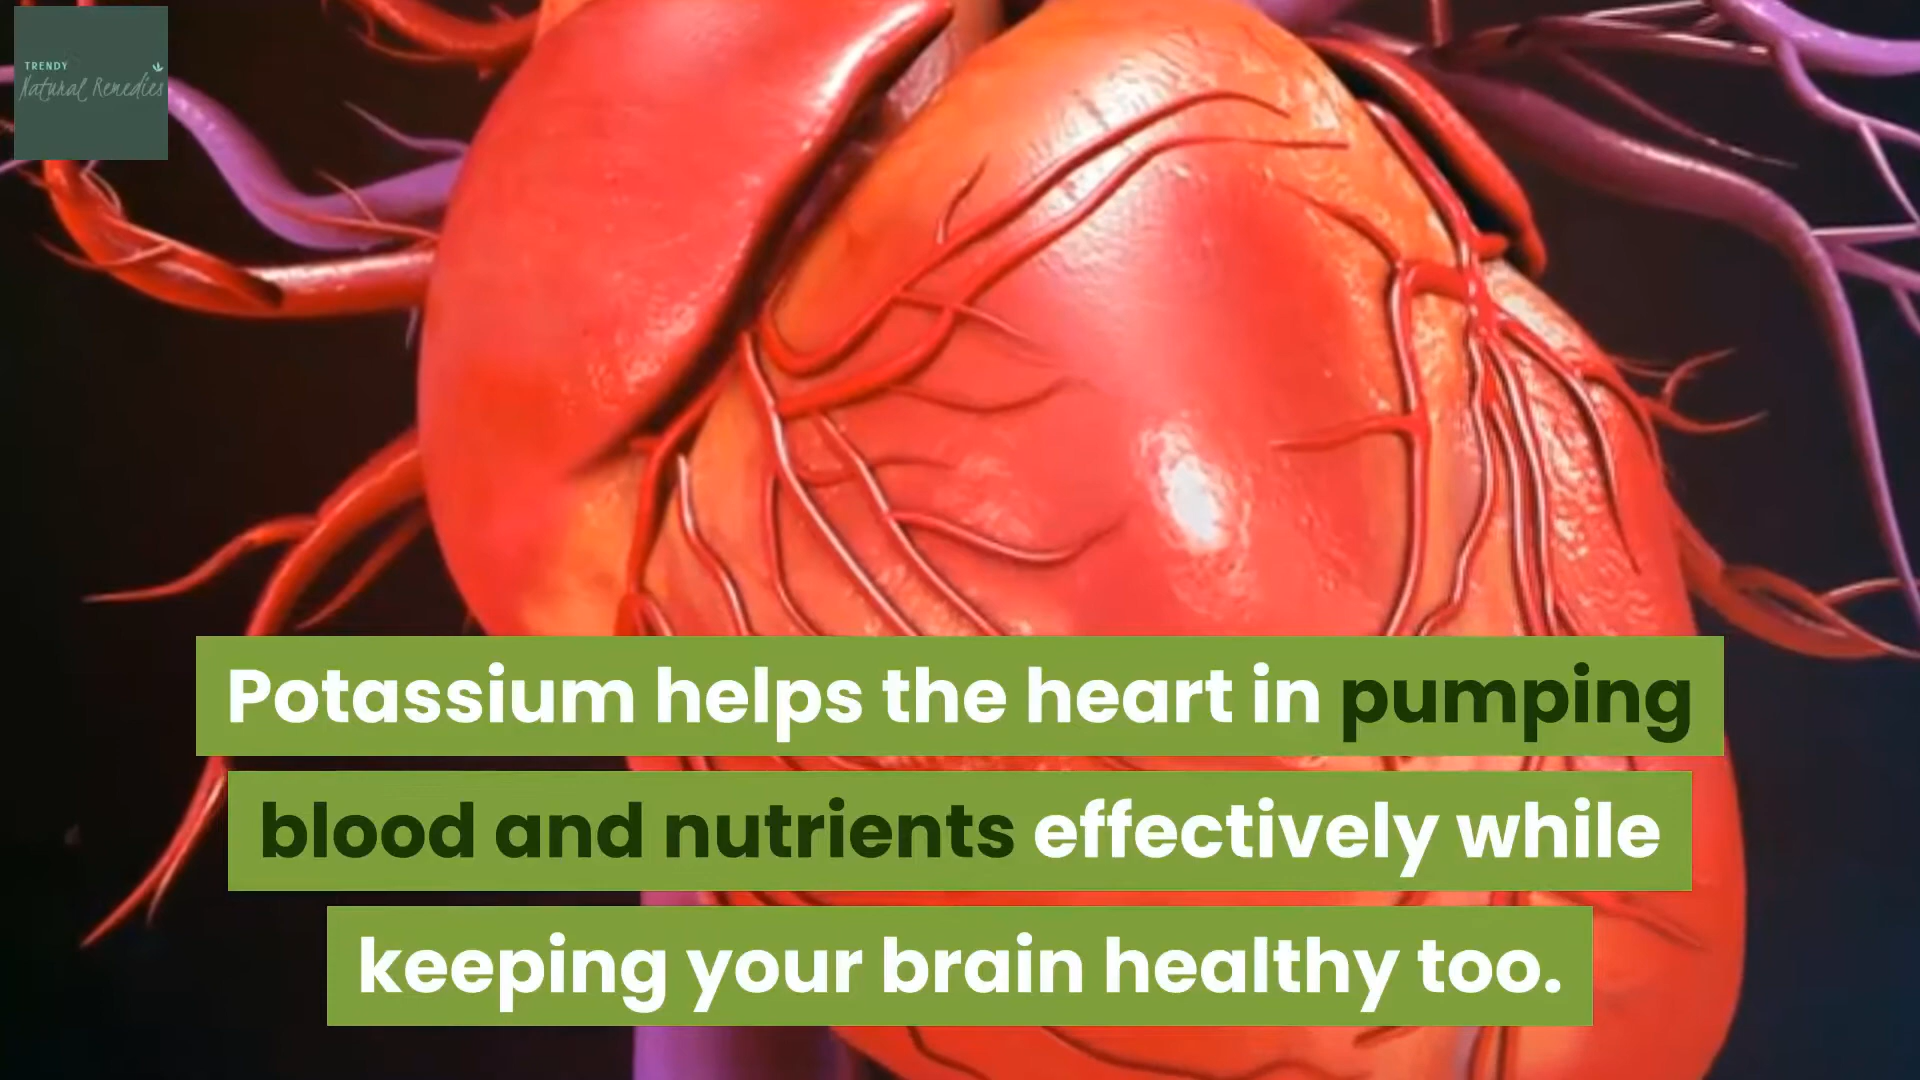 TRENDY
Natural Remedies
Potassium helps the heart in pumping
blood and nutrients effectively while
keeping your brain healthy too.